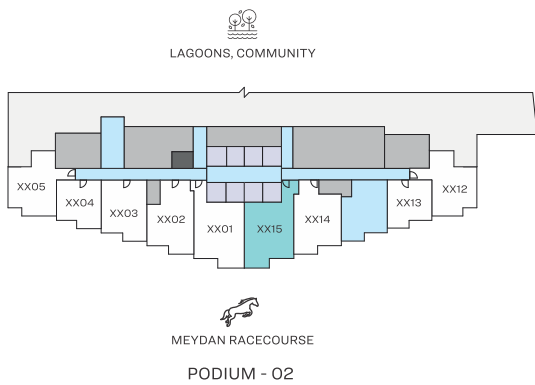 LAGOONS, COMMUNITY
XX05
XX04
XX03
XX02
XX01
XX15
XX14
XX13
XX12
MEYDAN RACECOURSE
PODIUM - 02